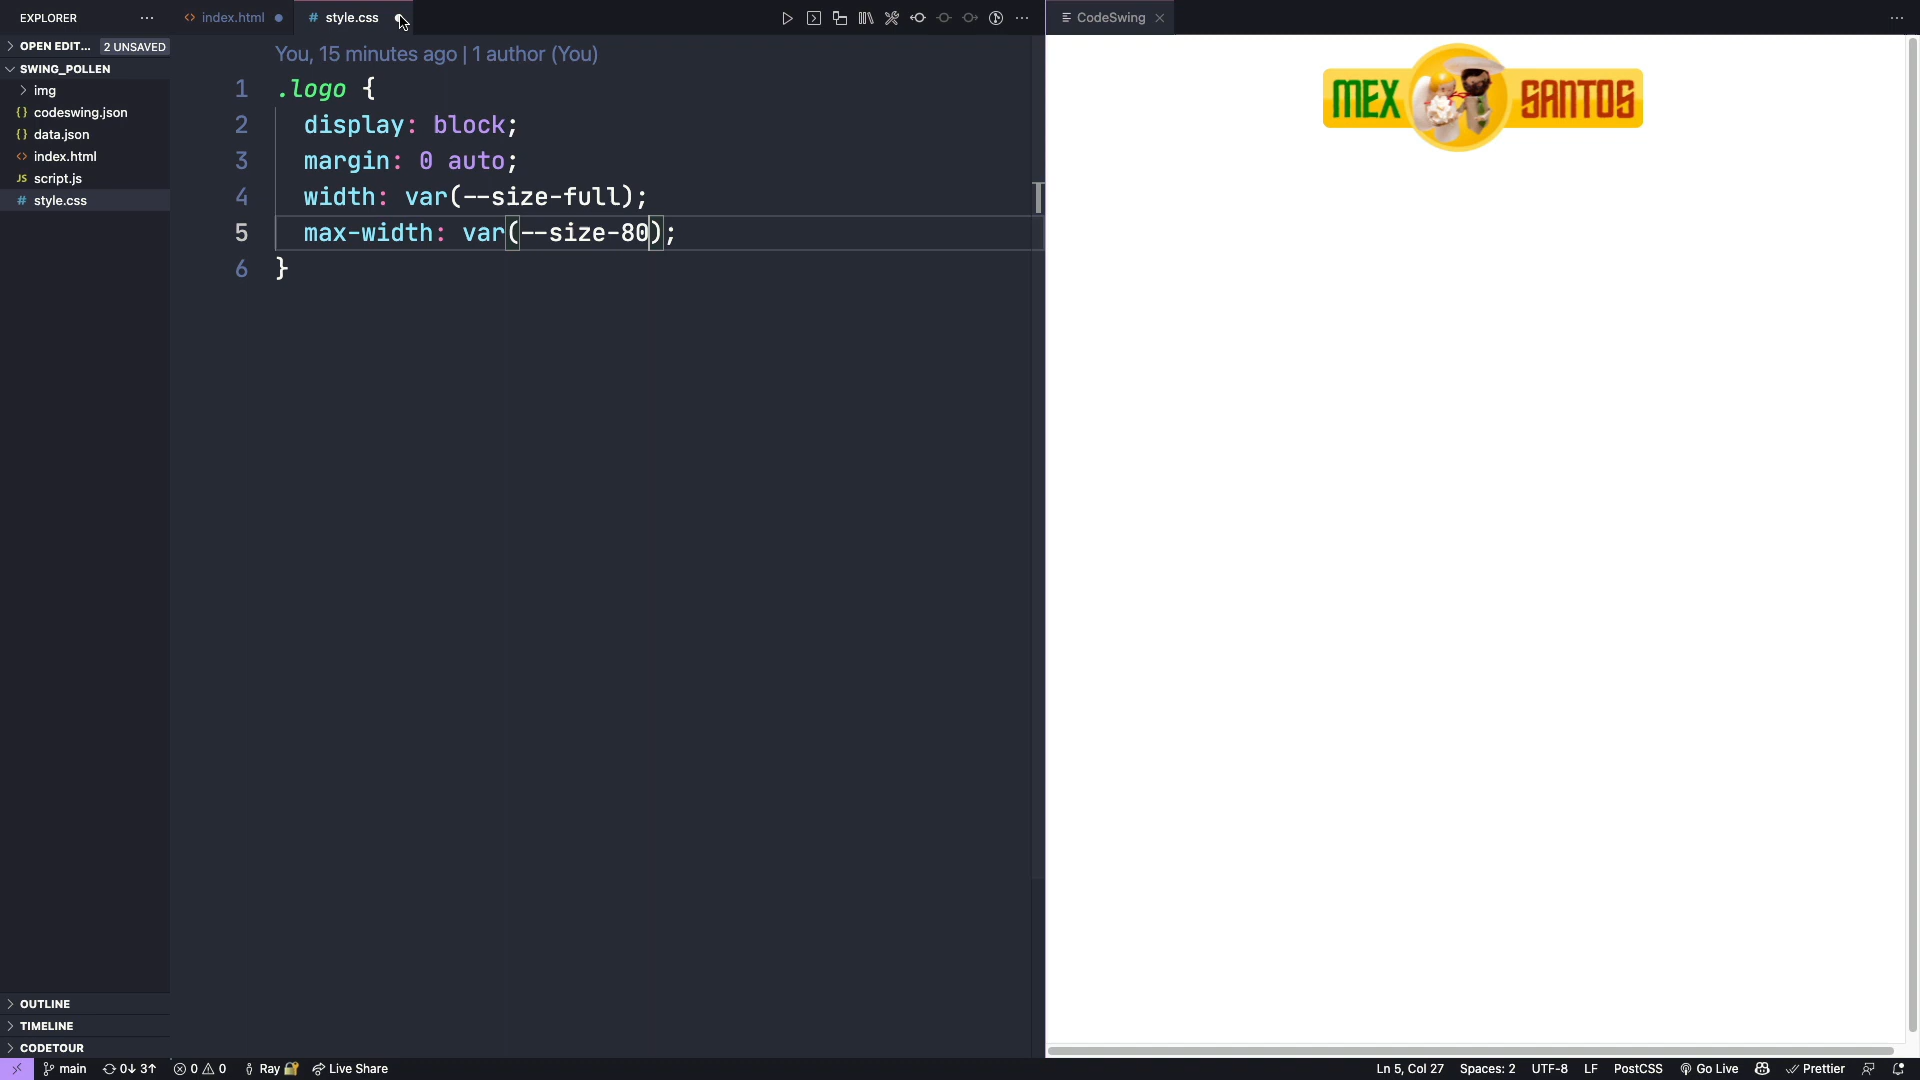 EXPLORER
index.html
style.css
CodeSwing
OPEN EDIT... 2 UNSAVED
SWING_POLLEN
img
codeswing.json
data.json
index.html
JS script.js
# style.css
You, 15 minutes ago | 1 author (You)
1 .logo {
2 display: block;
3 margin: 0 auto;
4 width: var(--size-full);
5 max-width: var(--size-80);
6 }
MEX SANTOS
OUTLINE
TIMELINE
CODETOUR
main 0↓ 3↑ 0 0 Ray Live Share
Ln 5, Col 27 Spaces: 2 UTF-8 LF PostCSS Go Live Prettier